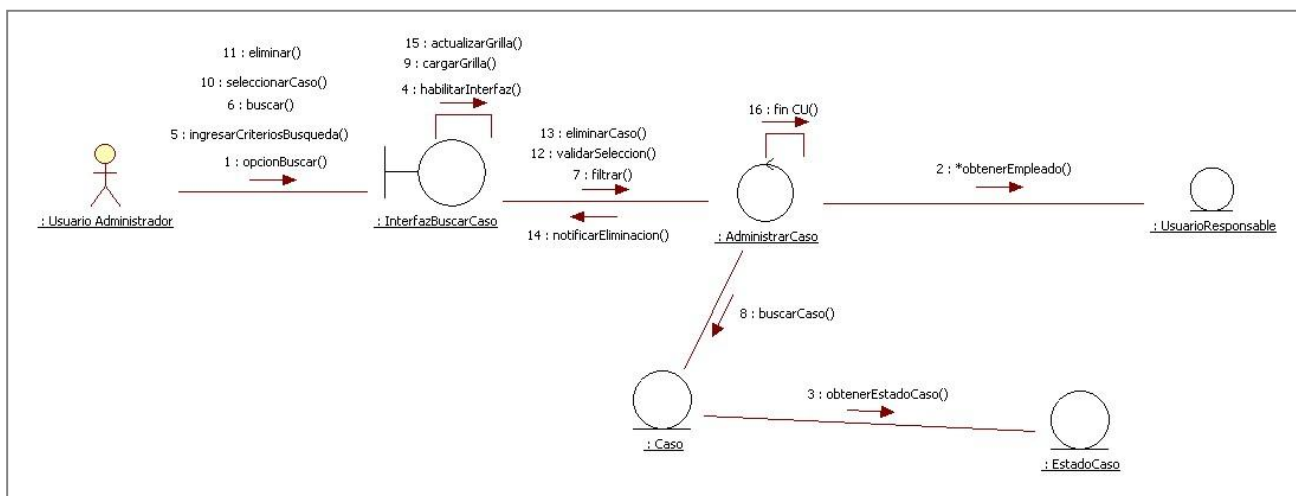 15 : actualizarGrilla()
11 : eliminar()
9 : cargarGrilla()
10 : seleccionarCaso()
4 : habilitarInterfaz()
6 : buscar()
16 : fin CU()
5 : ingresarCriteriosBusqueda()
13 : eliminarCaso()
12 : validarSeleccion()
1 : opcionBuscar()
7 : filtrar()
2 : *obtenerEmpleado()
: Usuario Administrador
: InterfazBuscarCaso
14 : notificarEliminacion()
: AdministrarCaso
: UsuarioResponsable
8 : buscarCaso()
3 : obtenerEstadoCaso()
: Caso
: EstadoCaso